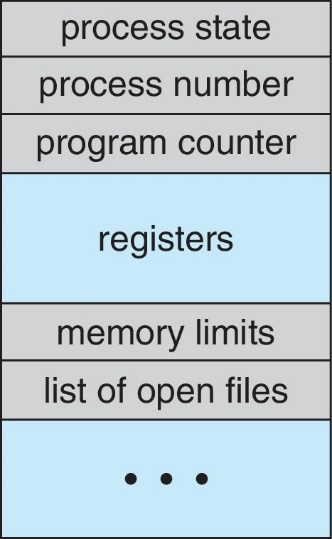 process state
process number
program counter
registers
memory limits
list of open files
• • •